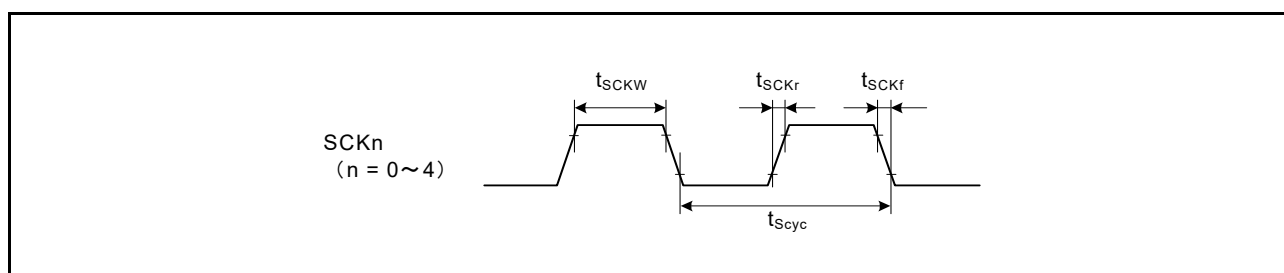 tSCKW
tSCKr
tSCKf
SCKn
（n = 0～4）
tScyc